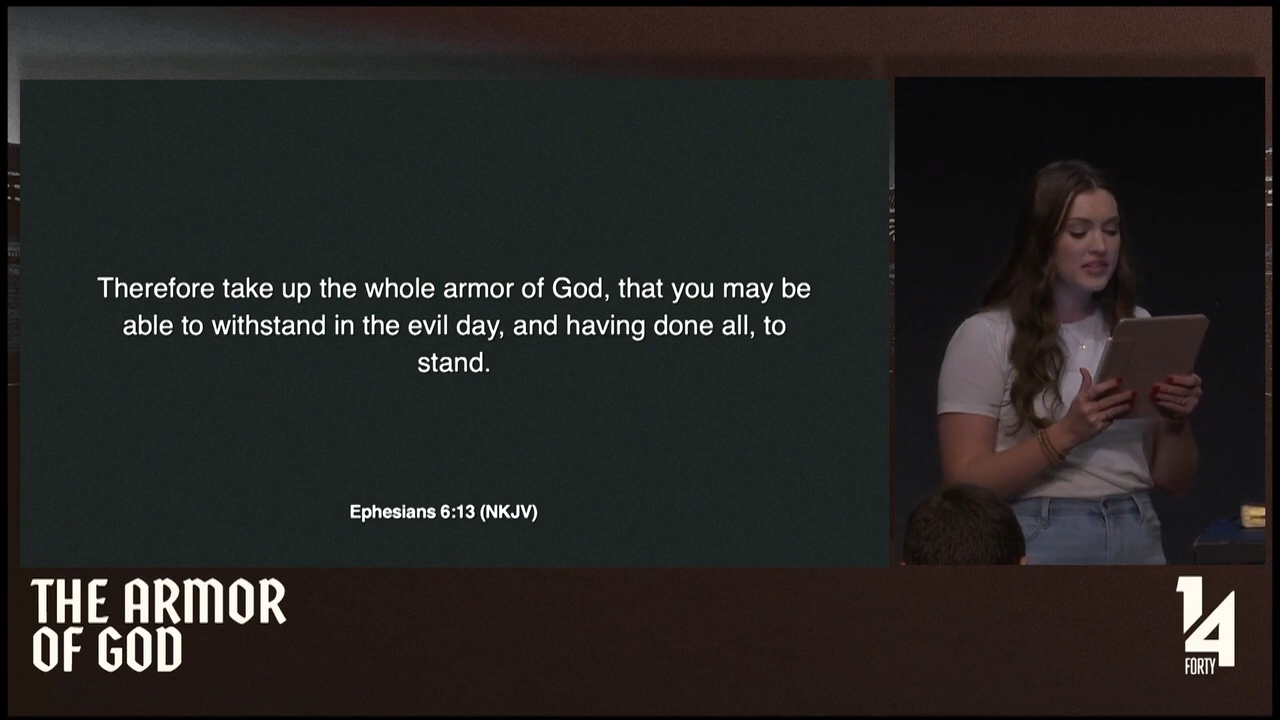 Therefore take up the whole armor of God, that you may be
able to withstand in the evil day, and having done all, to
stand.
Ephesians 6:13 (NKJV)
THE ARMOR
OF GOD
14
FORTY